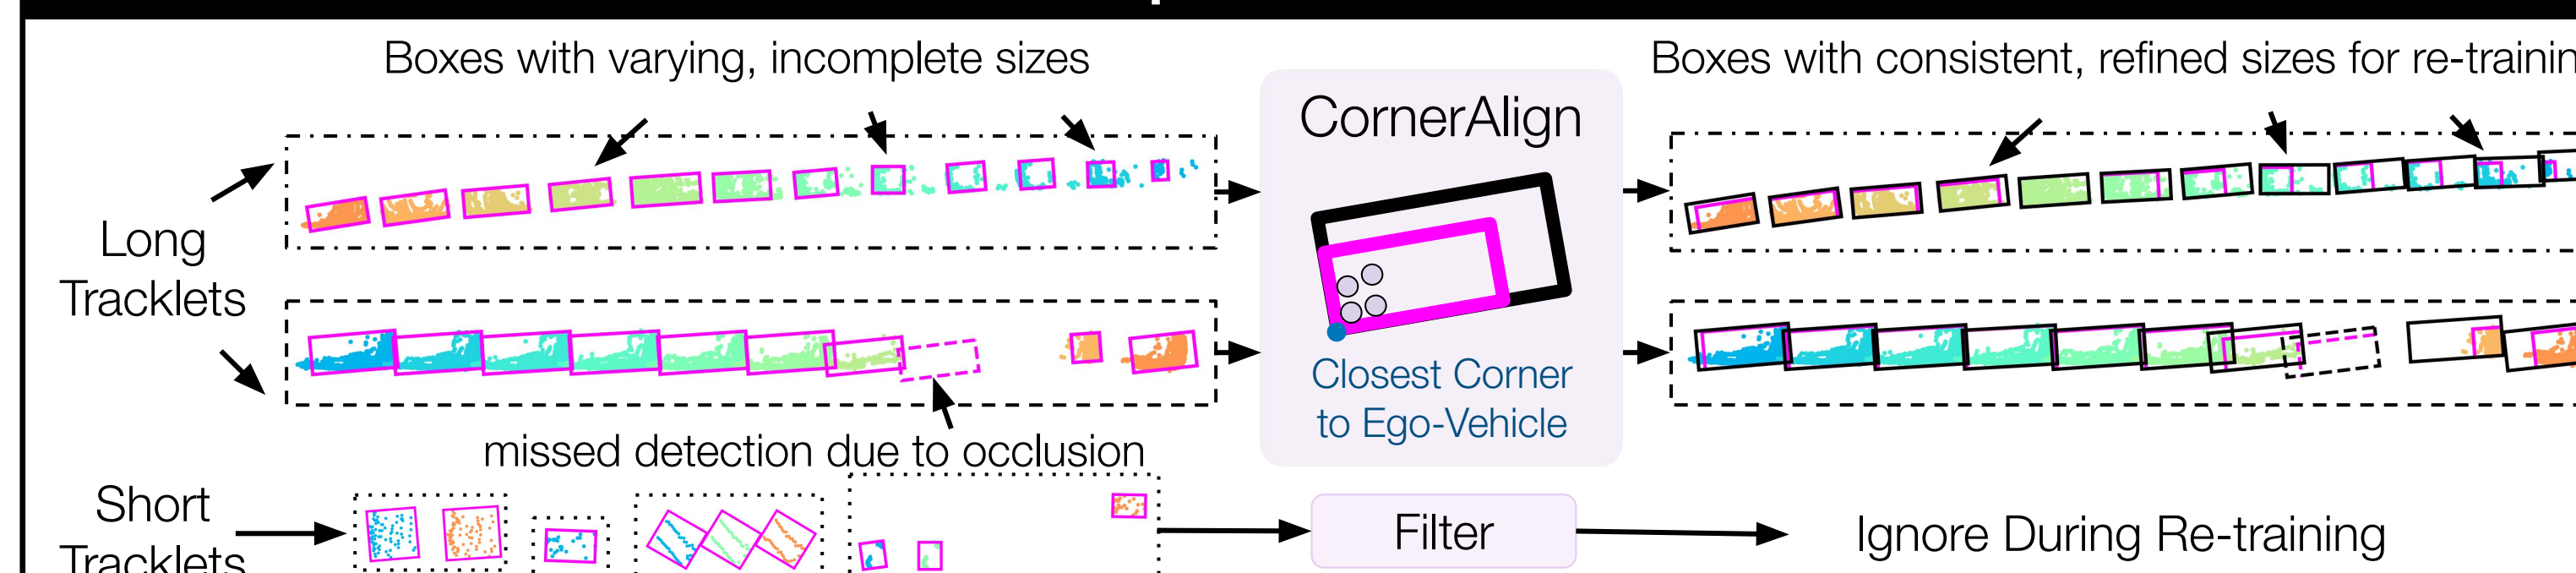 Boxes with varying, incomplete sizes
Boxes with consistent, refined sizes for re-trainin
CornerAlign
Long
Tracklets
Closest Corner
to Ego-Vehicle
missed detection due to occlusion
Short
Tracklets
Filter
Ignore During Re-training